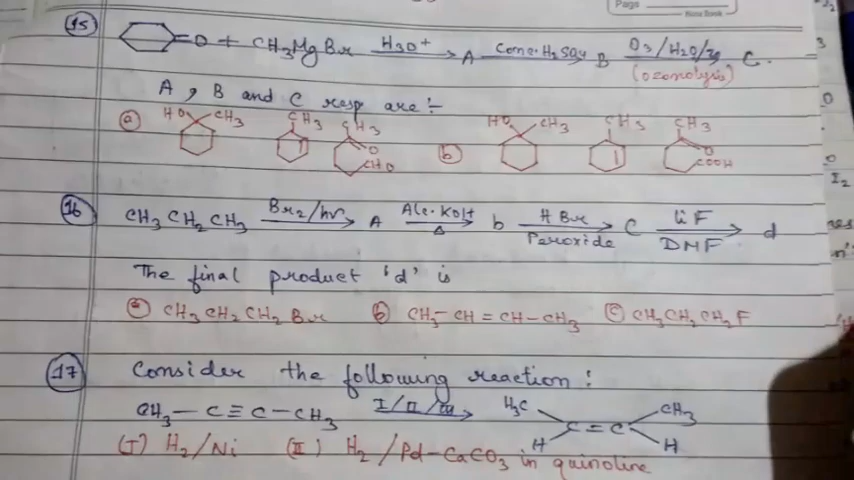 Page
15 =O + CH3MgBr H3O+ A Conc. H2SO4 B O3/H2O/Zn C.
(ozonolysis)
A, B and C resp are:-
a HO CH3 CH3 CH3 O CHO b HO CH3 CH3 CH3 O COOH
16 CH3CH2CH3 Br2/hν A Alc. KOH Δ b HBr Peroxide C LiF DMF d
The final product 'd' is
a CH3CH2CH2Br b CH3-CH=CH-CH3 c CH3CH2CH2F
17 Consider the following reaction:
CH3-C≡C-CH3 I/II/III H3C C=C CH3
H H
(I) H2/Ni (II) H2/Pd-CaCO3 in quinoline